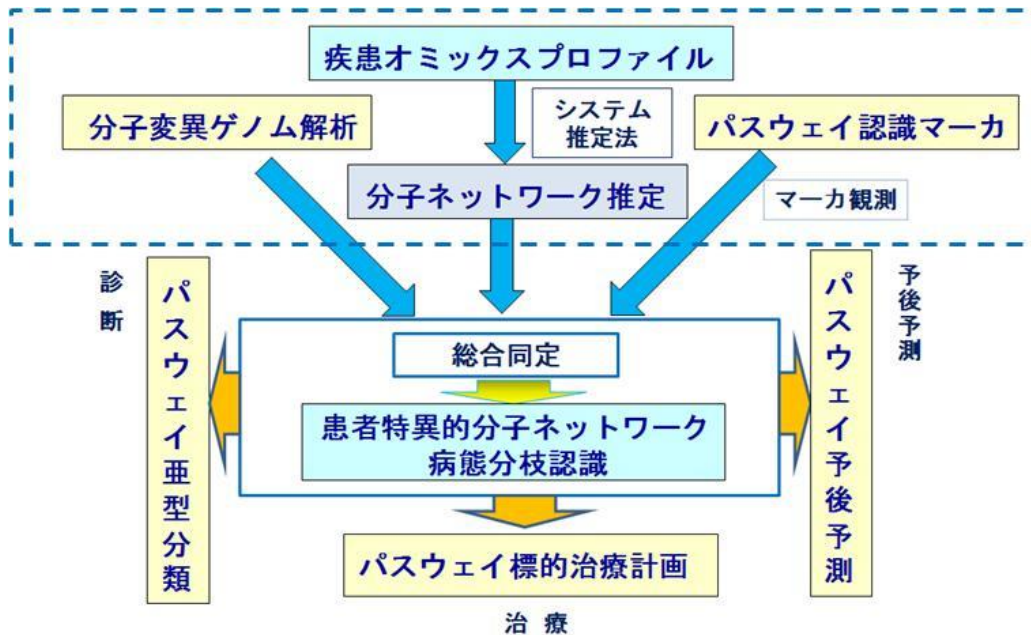 疾患オミックスプロファイル
分子変異ゲノム解析
システム
推定法
パスウェイ認識マーカ
分子ネットワーク推定
マーカ観測
診断
パスウェイ亜型分類
総合同定
患者特異的分子ネットワーク
病態分枝認識
パスウェイ予後予測
予後予測
パスウェイ標的治療計画
治療